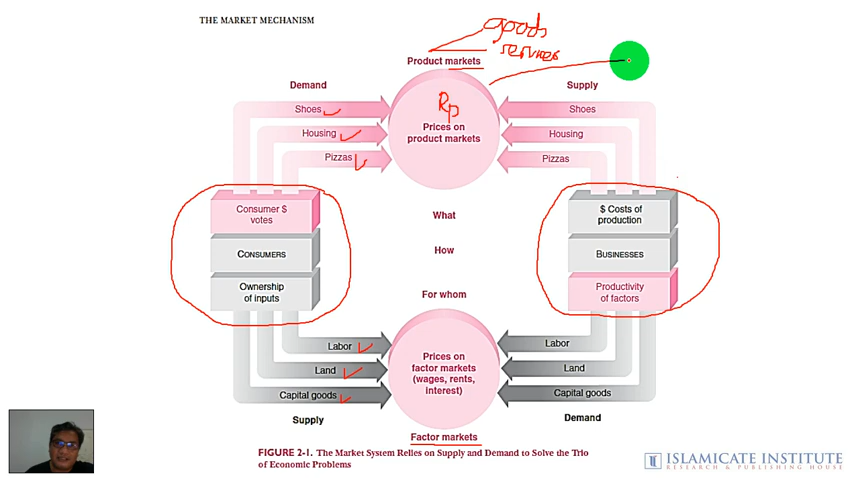 THE MARKET MECHANISM
goods
services
Product markets
Demand
Supply
Shoes
Housing
Pizzas
Rp
Prices on
product markets
Shoes
Housing
Pizzas
Consumer $
votes
CONSUMERS
Ownership
of inputs
What
How
For whom
$ Costs of
production
BUSINESSES
Productivity
of factors
Labor
Land
Capital goods
Supply
Prices on
factor markets
(wages, rents,
interest)
Labor
Land
Capital goods
Demand
Factor markets
FIGURE 2-1. The Market System Relies on Supply and Demand to Solve the Trio
of Economic Problems
ISLAMICATE INSTITUTE
RESEARCH & PUBLISHING HOUSE